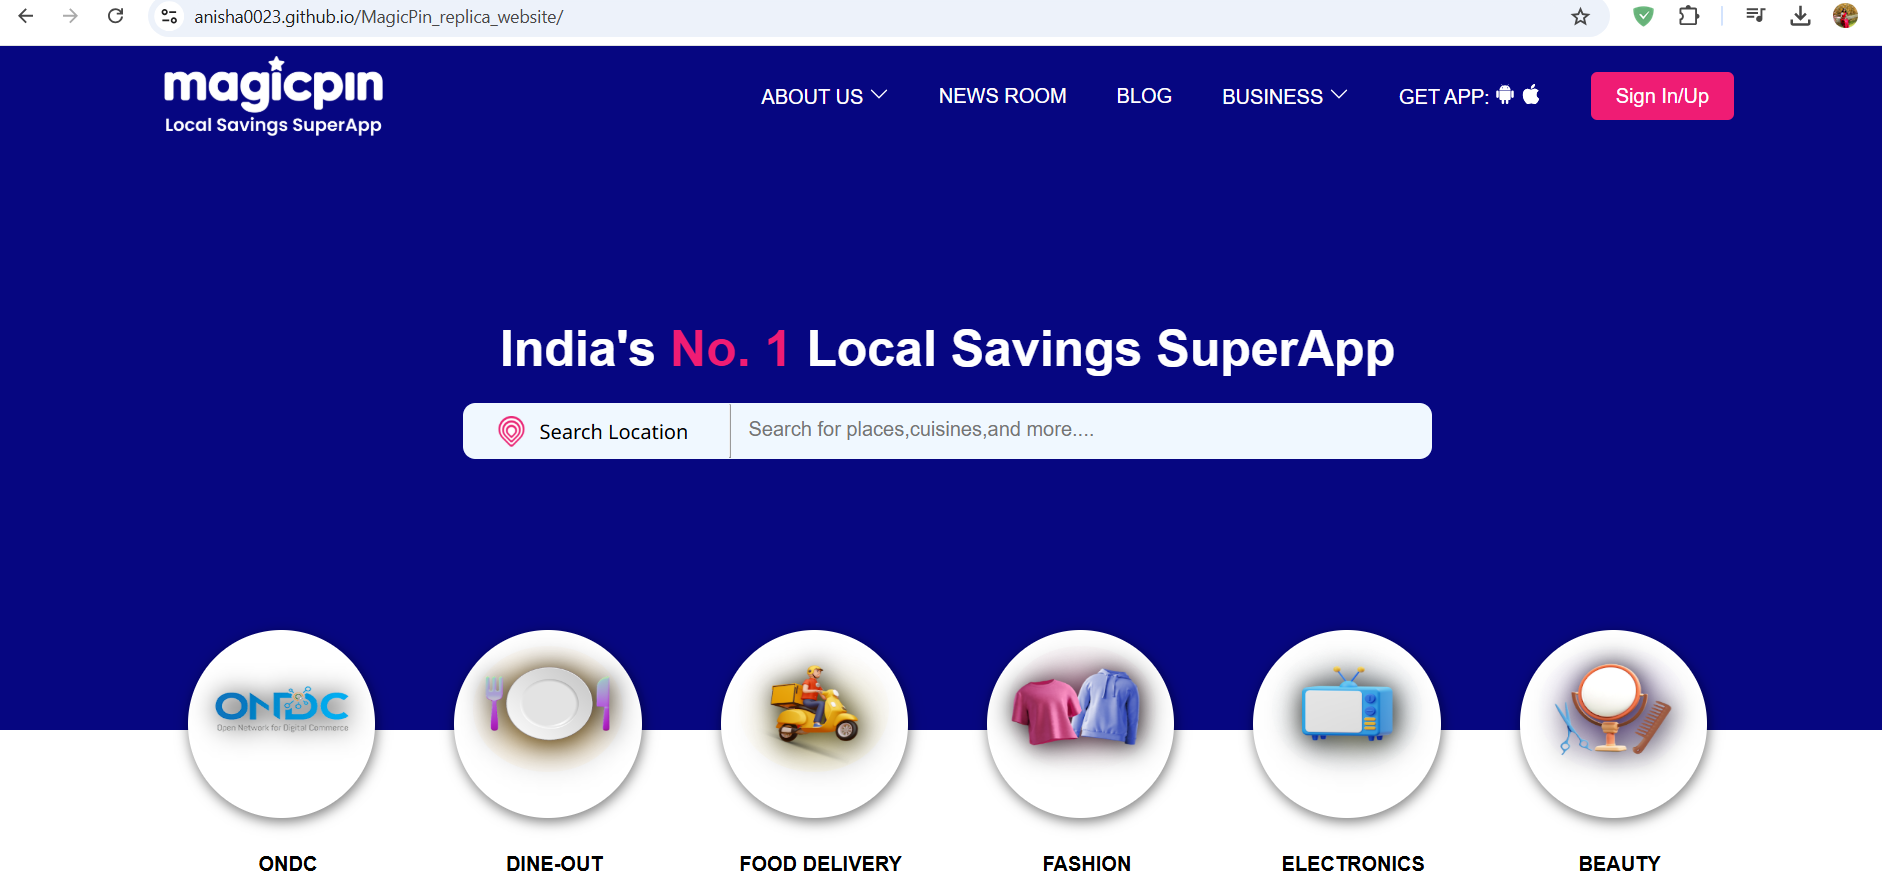 anisha0023.github.io/MagicPin_replica_website/
magicpin
Local Savings SuperApp
ABOUT US
NEWS ROOM
BLOG
BUSINESS
GET APP:
Sign In/Up
India's No. 1 Local Savings SuperApp
Search Location
Search for places,cuisines,and more....
ONDC
Open Network for Digital Commerce
ONDC
DINE-OUT
FOOD DELIVERY
FASHION
ELECTRONICS
BEAUTY